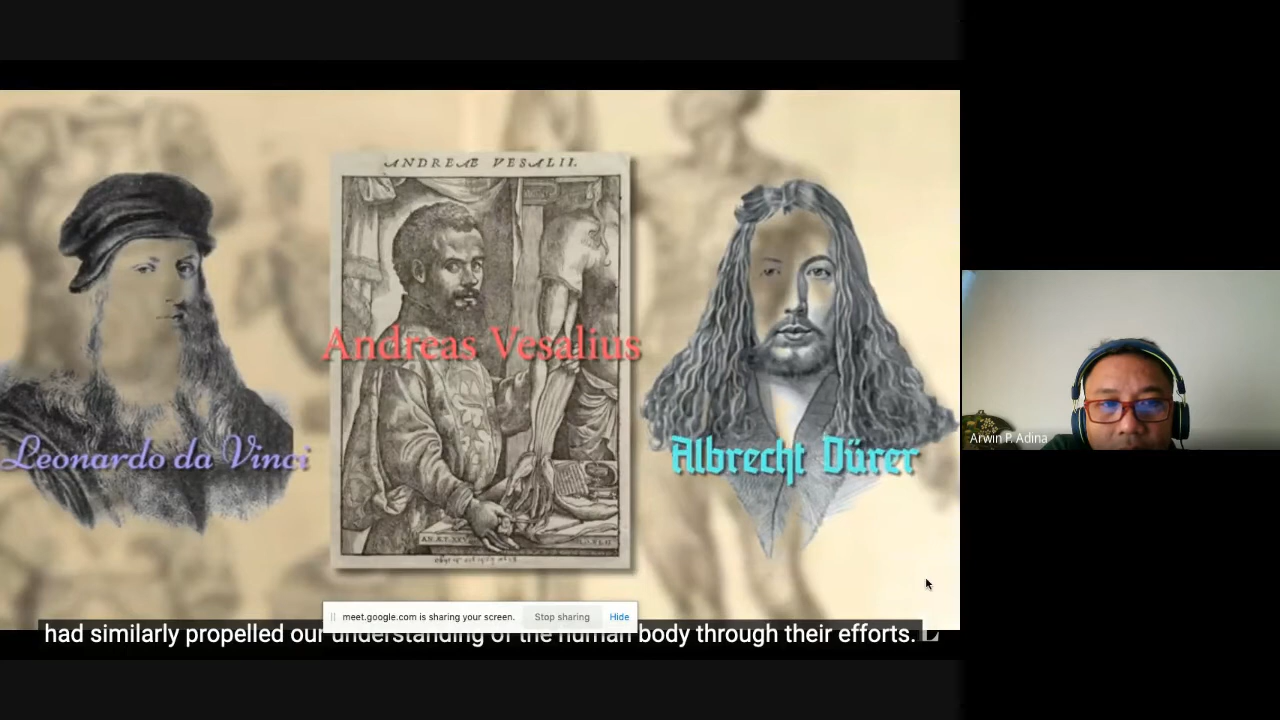 ANDREÆ VESALII.
Andreas Vesalius
Leonardo da Vinci
Albrecht Dürer
meet.google.com is sharing your screen. Stop sharing Hide
had similarly propelled our understanding of the human body through their efforts.
Arwin P. Adina